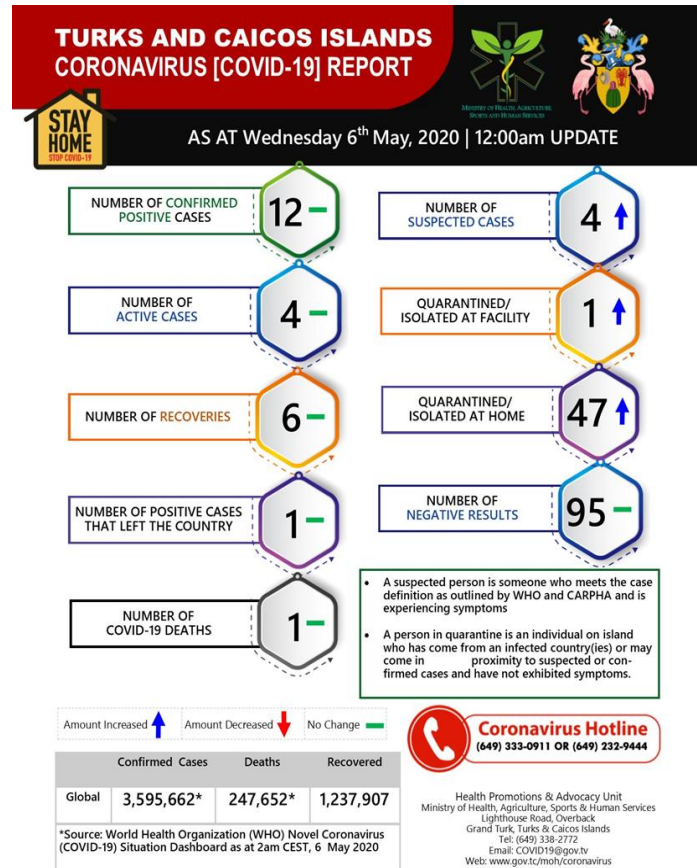 TURKS AND CAICOS ISLANDS
CORONAVIRUS [COVID-19] REPORT
MINISTRY OF HEALTH, AGRICULTURE,
SPORTS AND HUMAN SERVICES
STAY
HOME
STOP COVID-19
AS AT Wednesday 6th May, 2020 | 12:00am UPDATE
NUMBER OF CONFIRMED
POSITIVE CASES
12
NUMBER OF
SUSPECTED CASES
4
NUMBER OF
ACTIVE CASES
4
QUARANTINED/
ISOLATED AT FACILITY
1
NUMBER OF RECOVERIES
6
QUARANTINED/
ISOLATED AT HOME
47
NUMBER OF POSITIVE CASES
THAT LEFT THE COUNTRY
1
NUMBER OF
NEGATIVE RESULTS
95
NUMBER OF
COVID-19 DEATHS
1
• A suspected person is someone who meets the case
definition as outlined by WHO and CARPHA and is
experiencing symptoms
• A person in quarantine is an individual on island
who has come from an infected country(ies) or may
come in proximity to suspected or con-
firmed cases and have not exhibited symptoms.
Amount Increased Amount Decreased No Change
Confirmed Cases Deaths Recovered
Global 3,595,662* 247,652* 1,237,907
*Source: World Health Organization (WHO) Novel Coronavirus
(COVID-19) Situation Dashboard as at 2am CEST, 6 May 2020
Coronavirus Hotline
(649) 333-0911 OR (649) 232-9444
Health Promotions & Advocacy Unit
Ministry of Health, Agriculture, Sports & Human Services
Lighthouse Road, Overback
Grand Turk, Turks & Caicos Islands
Tel: (649) 338-2772
Email: COVID19@gov.tv
Web: www.gov.tc/moh/coronavirus